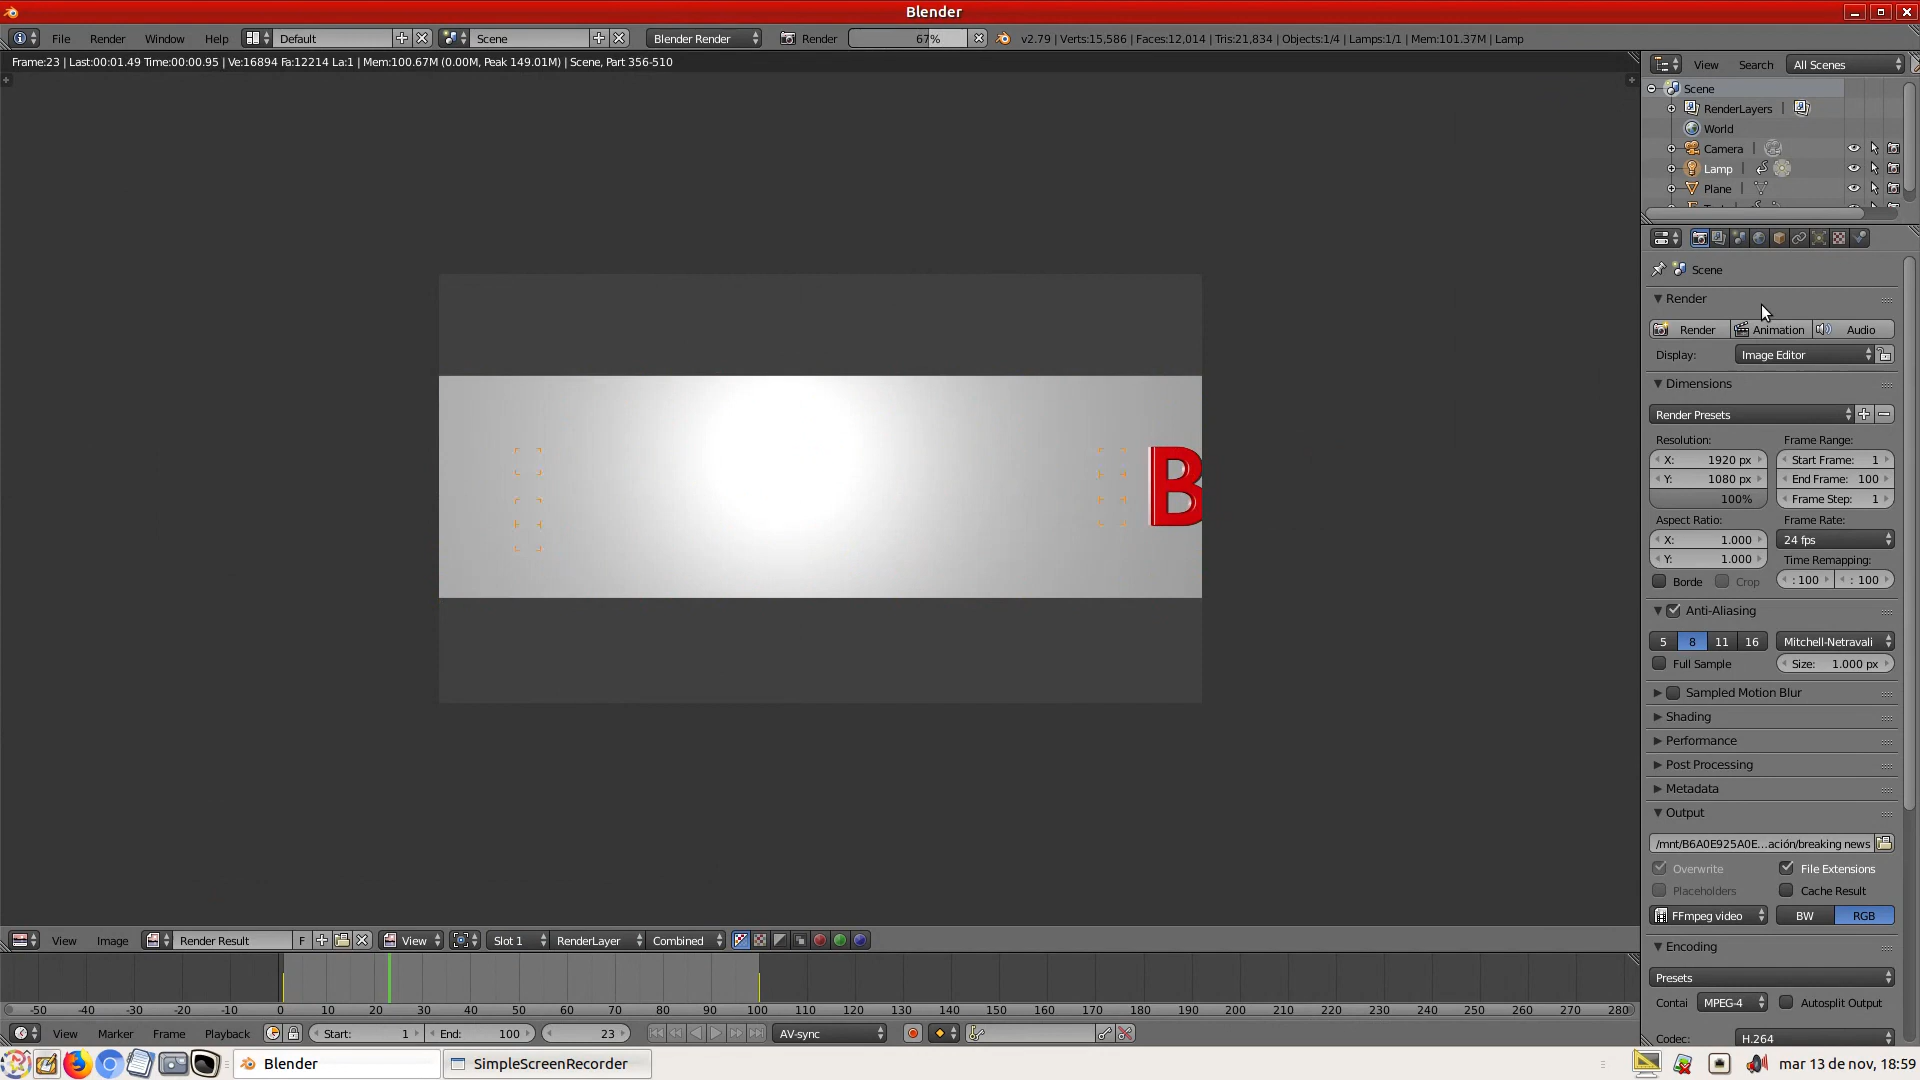 Blender
File Render Window Help Default Scene Blender Render Render 67% v2.79 | Verts:15,586 | Faces:12,014 | Tris:21,834 | Objects:1/4 | Lamps:1/1 | Mem:101.37M | Lamp
Frame:23 | Last:00:01.49 Time:00:00.95 | Ve:16894 Fa:12214 La:1 | Mem:100.67M (0.00M, Peak 149.01M) | Scene, Part 356-510
View Search All Scenes
Scene
RenderLayers |
World
Camera |
Lamp |
Plane |
Scene
Render
Render Animation Audio
Display: Image Editor
Dimensions
Render Presets
Resolution: Frame Range:
X: 1920 px Start Frame: 1
Y: 1080 px End Frame: 100
100% Frame Step: 1
Aspect Ratio: Frame Rate:
X: 1.000 24 fps
Y: 1.000 Time Remapping:
Borde Crop : 100 : 100
Anti-Aliasing
5 8 11 16 Mitchell-Netravali
Full Sample Size: 1.000 px
Sampled Motion Blur
Shading
Performance
Post Processing
Metadata
Output
/mnt/B6A0E925A0E...ación/breaking news
Overwrite File Extensions
Placeholders Cache Result
FFmpeg video BW RGB
Encoding
Presets
Contai MPEG-4 Autosplit Output
Codec: H.264
B
View Image Render Result F View Slot 1 RenderLayer Combined
-50 -40 -30 -20 -10 0 10 20 30 40 50 60 70 80 90 100 110 120 130 140 150 160 170 180 190 200 210 220 230 240 250 260 270 280
View Marker Frame Playback Start: 1 End: 100 23 AV-sync
Blender SimpleScreenRecorder mar 13 de nov, 18:59